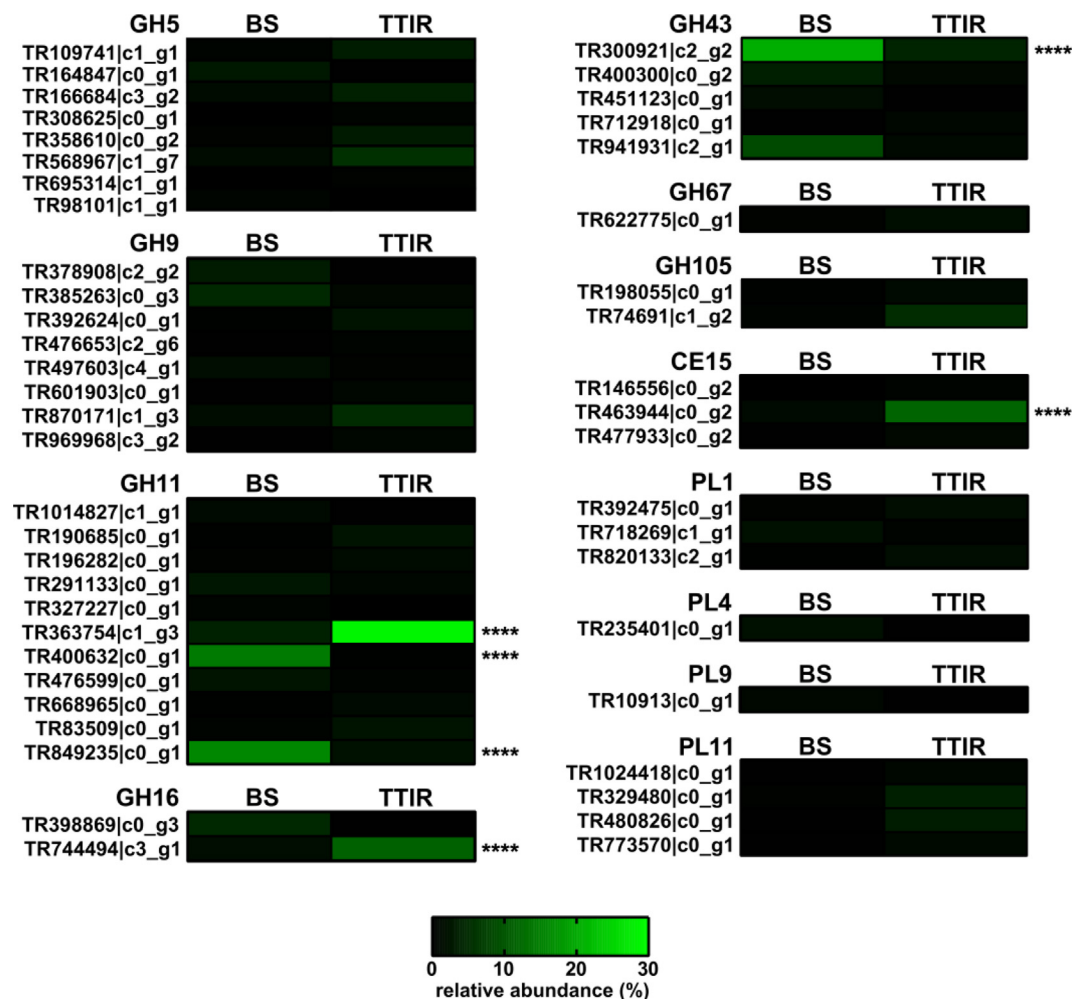 GH5 BS TTIR
TR109741|c1_g1
TR164847|c0_g1
TR166684|c3_g2
TR308625|c0_g1
TR358610|c0_g2
TR568967|c1_g7
TR695314|c1_g1
TR98101|c1_g1
GH9 BS TTIR
TR378908|c2_g2
TR385263|c0_g3
TR392624|c0_g1
TR476653|c2_g6
TR497603|c4_g1
TR601903|c0_g1
TR870171|c1_g3
TR969968|c3_g2
GH11 BS TTIR
TR1014827|c1_g1
TR190685|c0_g1
TR196282|c0_g1
TR291133|c0_g1
TR327227|c0_g1
TR363754|c1_g3 ****
TR400632|c0_g1 ****
TR476599|c0_g1
TR668965|c0_g1
TR83509|c0_g1
TR849235|c0_g1 ****
GH16 BS TTIR
TR398869|c0_g3
TR744494|c3_g1 ****
GH43 BS TTIR
TR300921|c2_g2 ****
TR400300|c0_g2
TR451123|c0_g1
TR712918|c0_g1
TR941931|c2_g1
GH67 BS TTIR
TR622775|c0_g1
GH105 BS TTIR
TR198055|c0_g1
TR74691|c1_g2
CE15 BS TTIR
TR146556|c0_g2
TR463944|c0_g2 ****
TR477933|c0_g2
PL1 BS TTIR
TR392475|c0_g1
TR718269|c1_g1
TR820133|c2_g1
PL4 BS TTIR
TR235401|c0_g1
PL9 BS TTIR
TR10913|c0_g1
PL11 BS TTIR
TR1024418|c0_g1
TR329480|c0_g1
TR480826|c0_g1
TR773570|c0_g1
0 10 20 30
relative abundance (%)